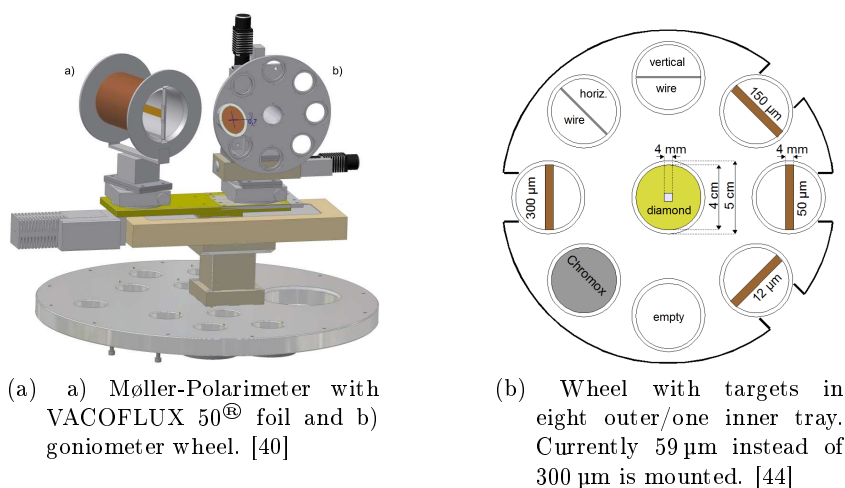 a)
b)
vertical
wire
horiz.
wire
150 µm
4 mm
4 mm
300 µm
diamond
4 cm
5 cm
50 µm
Chromox
12 µm
empty
(a) a) Møller-Polarimeter with
VACOFLUX 50® foil and b)
goniometer wheel. [40]
(b) Wheel with targets in
eight outer/one inner tray.
Currently 59 µm instead of
300 µm is mounted. [44]